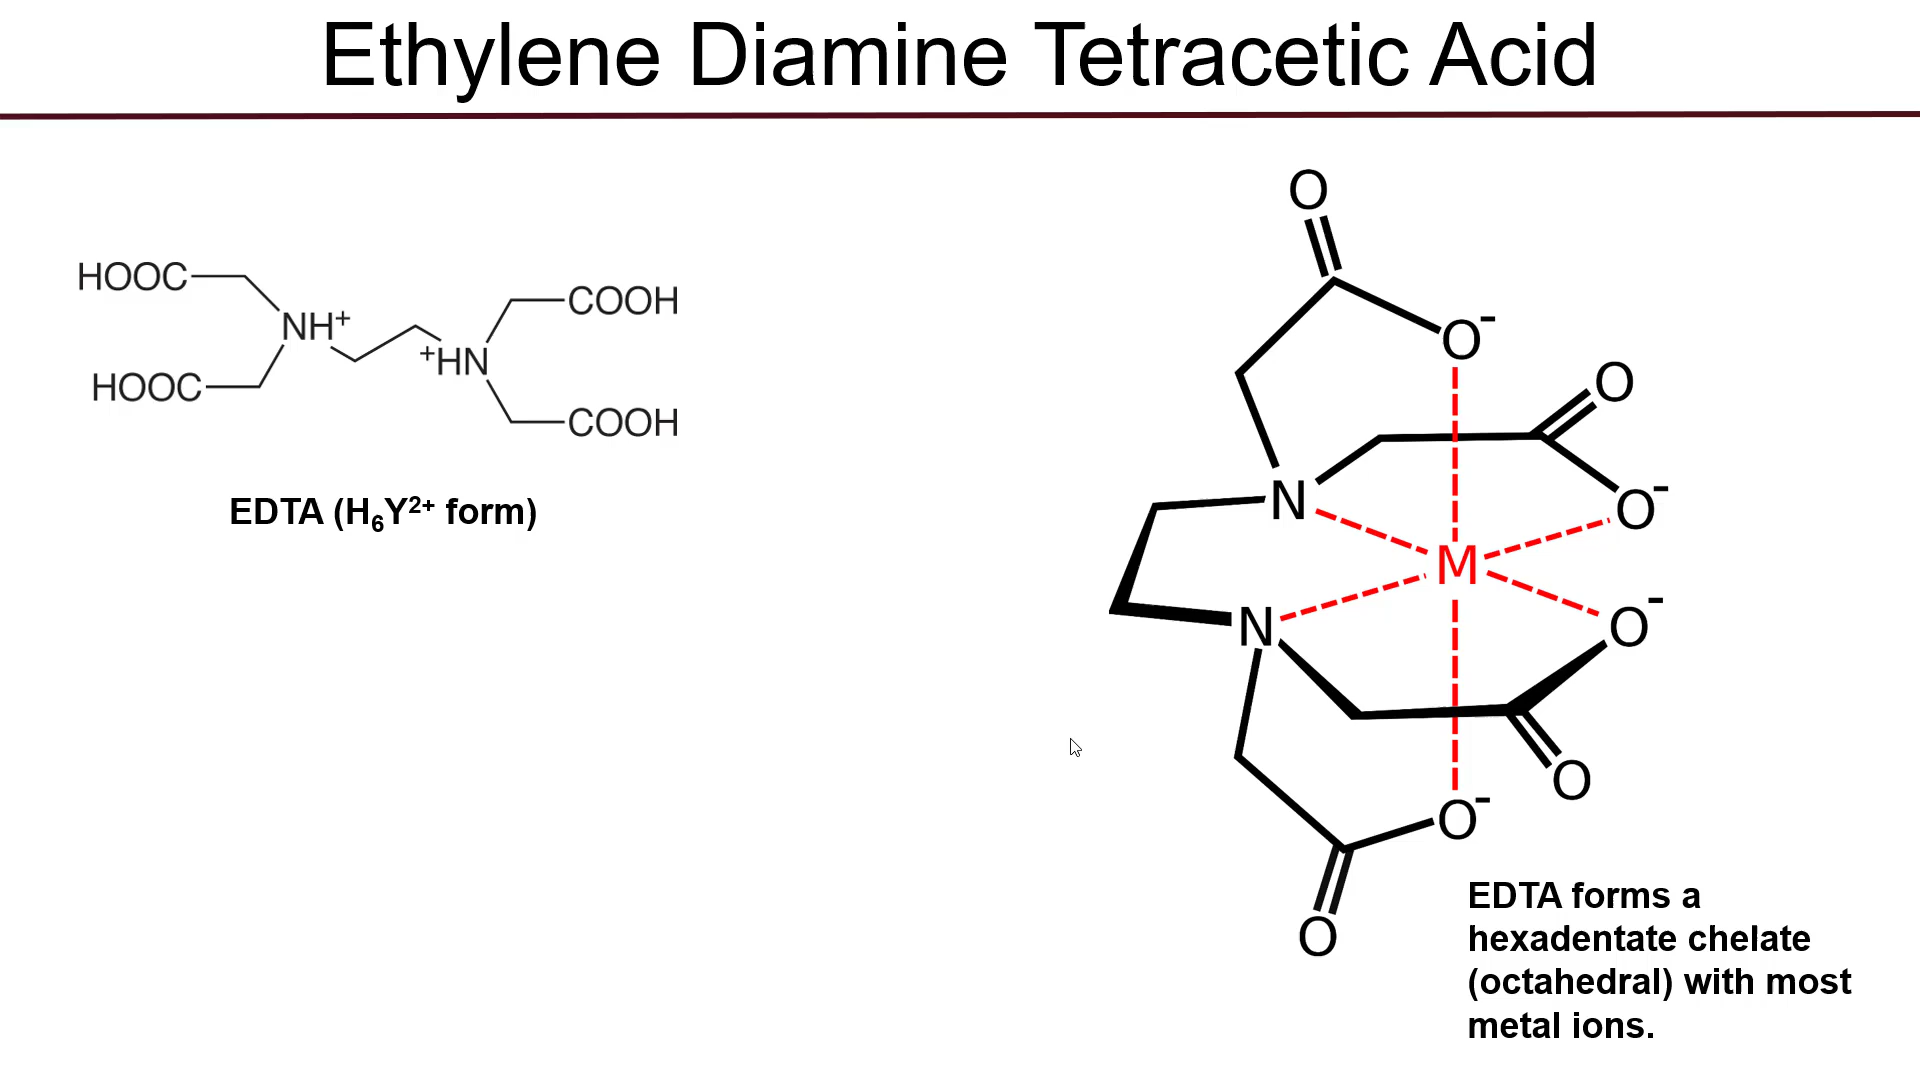 Ethylene Diamine Tetracetic Acid
HOOC
NH⁺
HOOC
⁺HN
COOH
COOH
EDTA (H₆Y²⁺ form)
O
O⁻
O
N
O⁻
M
N
O⁻
O
O⁻
O
EDTA forms a
hexadentate chelate
(octahedral) with most
metal ions.